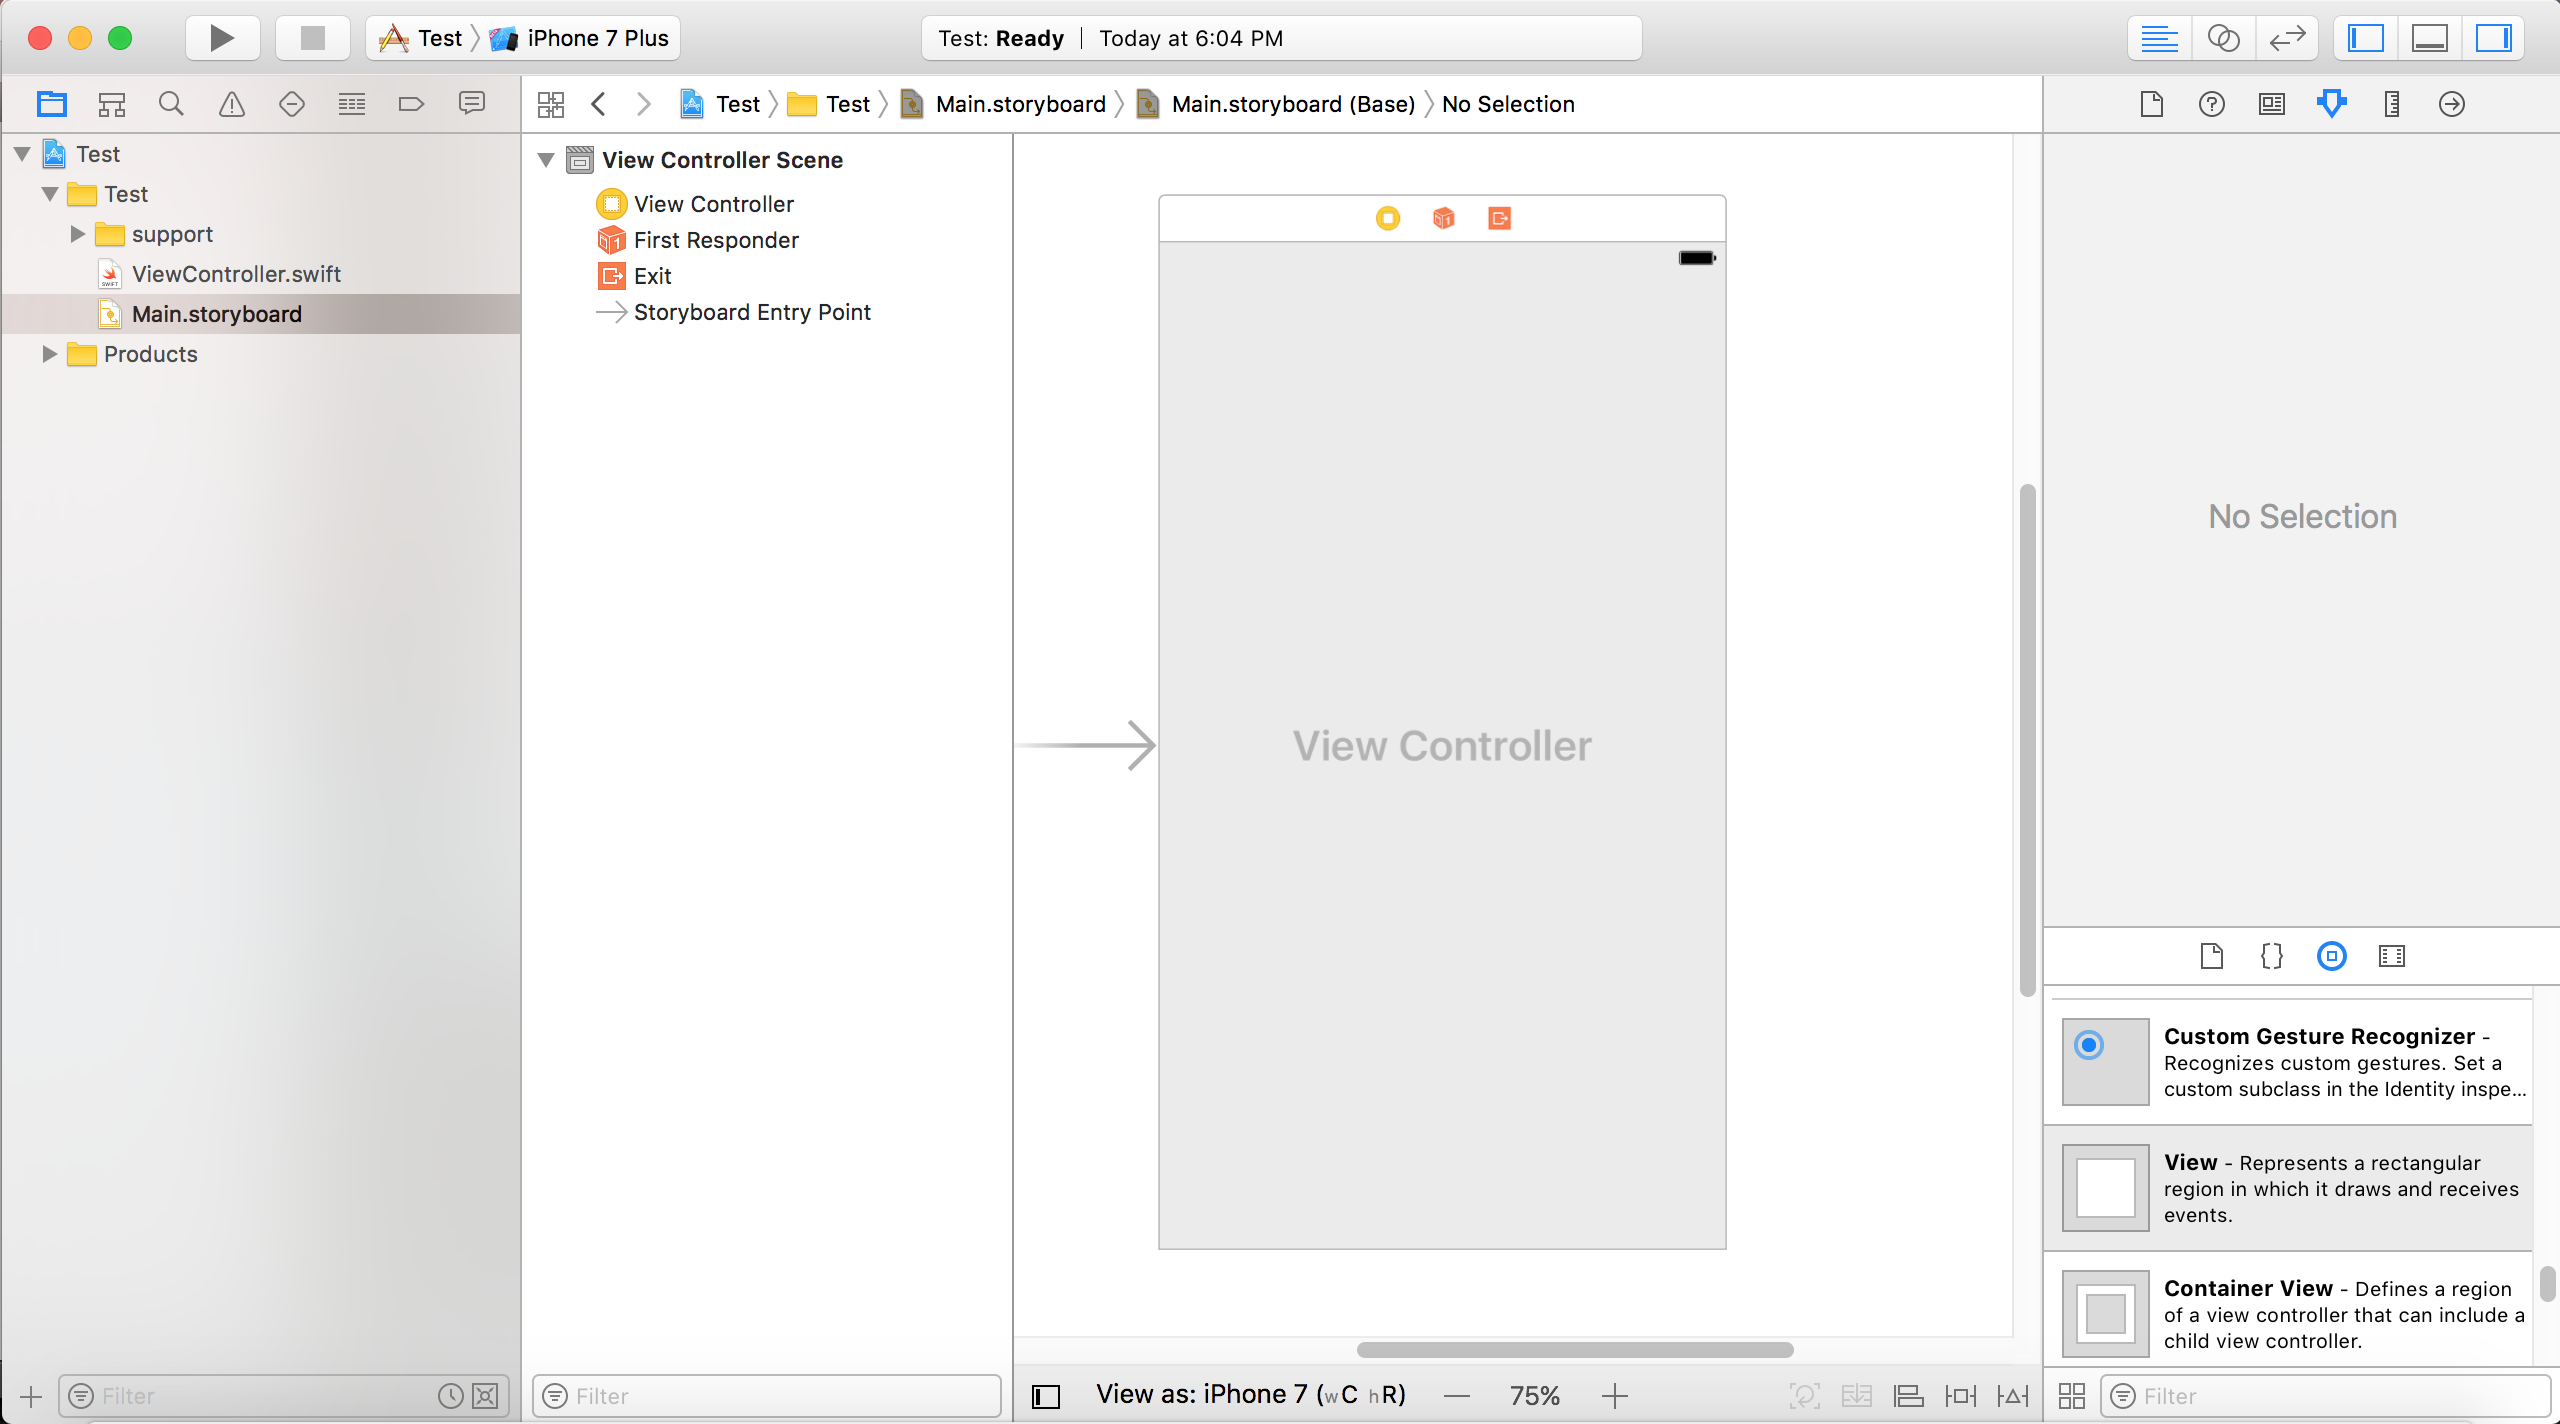 Test
iPhone 7 Plus
Test: Ready | Today at 6:04 PM
Test
Test
Main.storyboard
Main.storyboard (Base)
No Selection
Test
Test
support
ViewController.swift
Main.storyboard
Products
Filter
View Controller Scene
View Controller
First Responder
Exit
Storyboard Entry Point
Filter
View Controller
View as: iPhone 7 (wC hR)
75%
No Selection
Custom Gesture Recognizer -
Recognizes custom gestures. Set a
custom subclass in the Identity inspe...
View - Represents a rectangular
region in which it draws and receives
events.
Container View - Defines a region
of a view controller that can include a
child view controller.
Filter